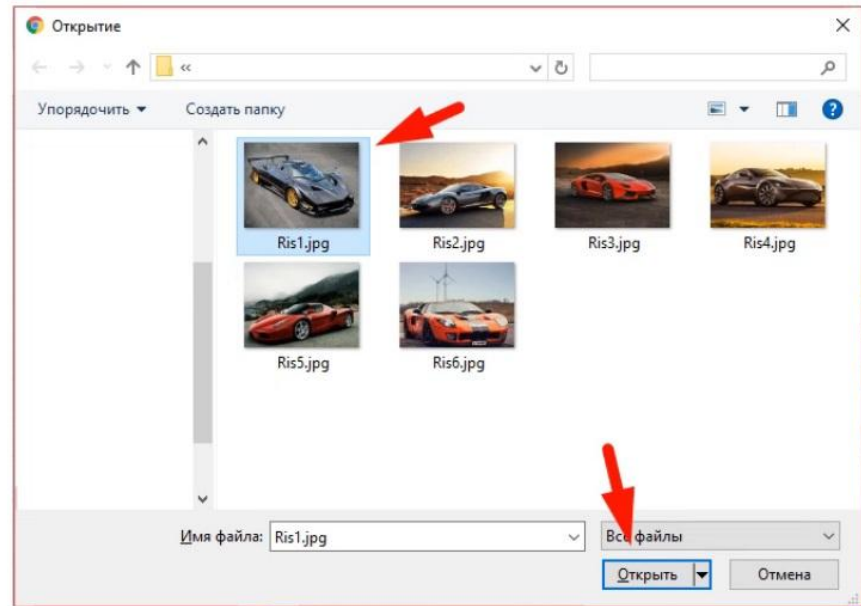 Открытие
«
Упорядочить
Создать папку
Ris1.jpg
Ris2.jpg
Ris3.jpg
Ris4.jpg
Ris5.jpg
Ris6.jpg
Имя файла: Ris1.jpg
Все файлы
Открыть
Отмена